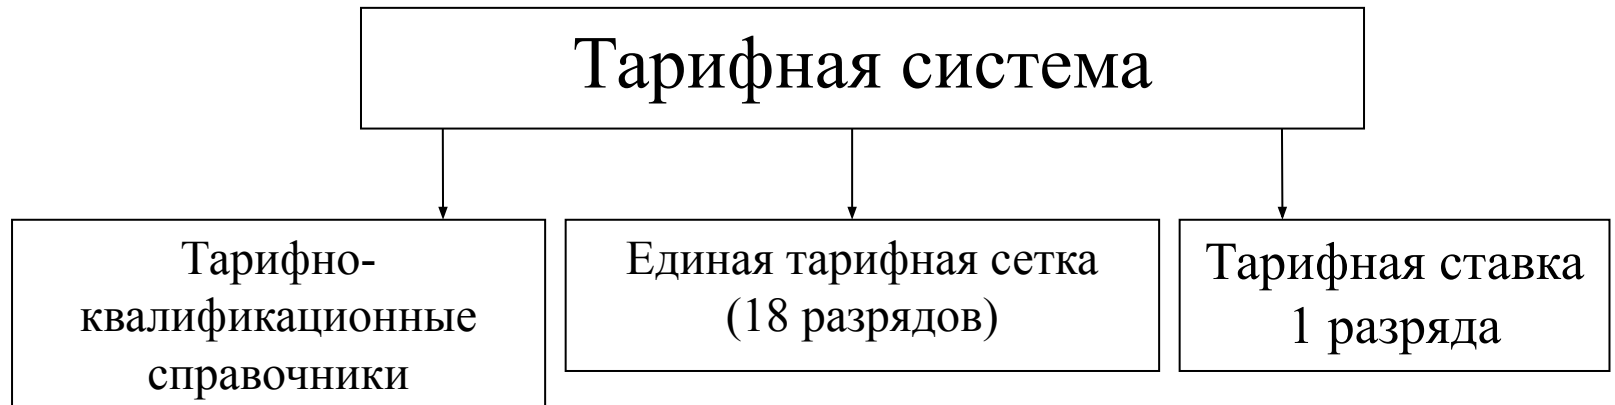 Тарифная система
Тарифно-
квалификационные
справочники
Единая тарифная сетка
(18 разрядов)
Тарифная ставка
1 разряда